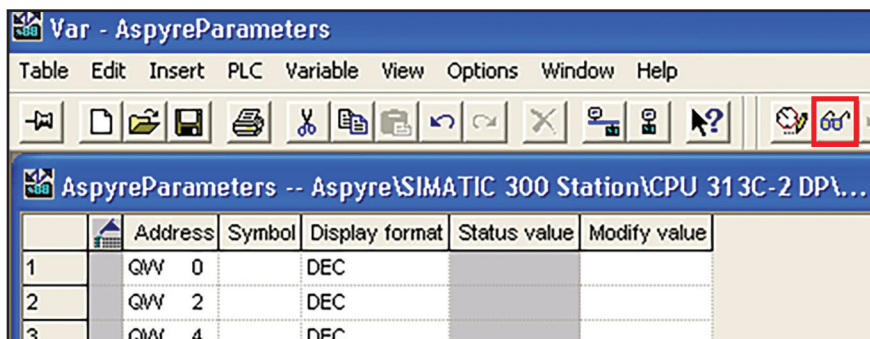 Var - AspyreParameters
Table Edit Insert PLC Variable View Options Window Help
AspyreParameters -- Aspyre\SIMATIC 300 Station\CPU 313C-2 DP\...
Address Symbol Display format Status value Modify value
1 QW 0 DEC
2 QW 2 DEC
3 QW 4 DEC